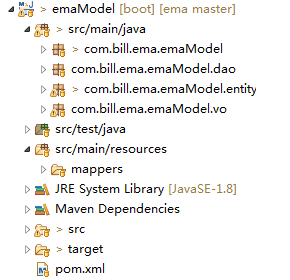 > emaModel [boot] [ema master]
> src/main/java
> com.bill.ema.emaModel
com.bill.ema.emaModel.dao
> com.bill.ema.emaModel.entity
com.bill.ema.emaModel.vo
src/test/java
src/main/resources
mappers
JRE System Library [JavaSE-1.8]
Maven Dependencies
> src
> target
pom.xml